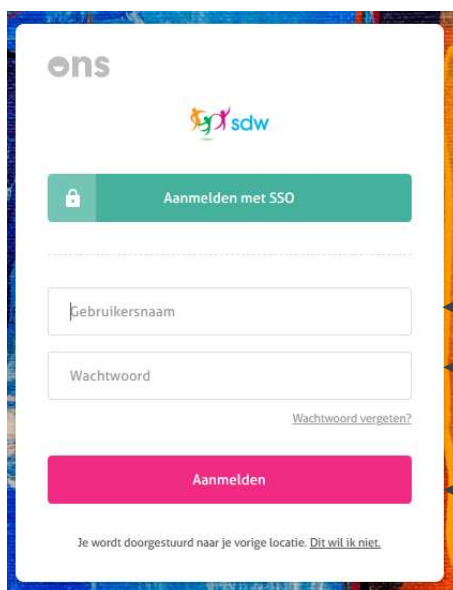 ons
sdw
Aanmelden met SSO
Gebruikersnaam
Wachtwoord
Wachtwoord vergeten?
Aanmelden
Je wordt doorgestuurd naar je vorige locatie. Dit wil ik niet.